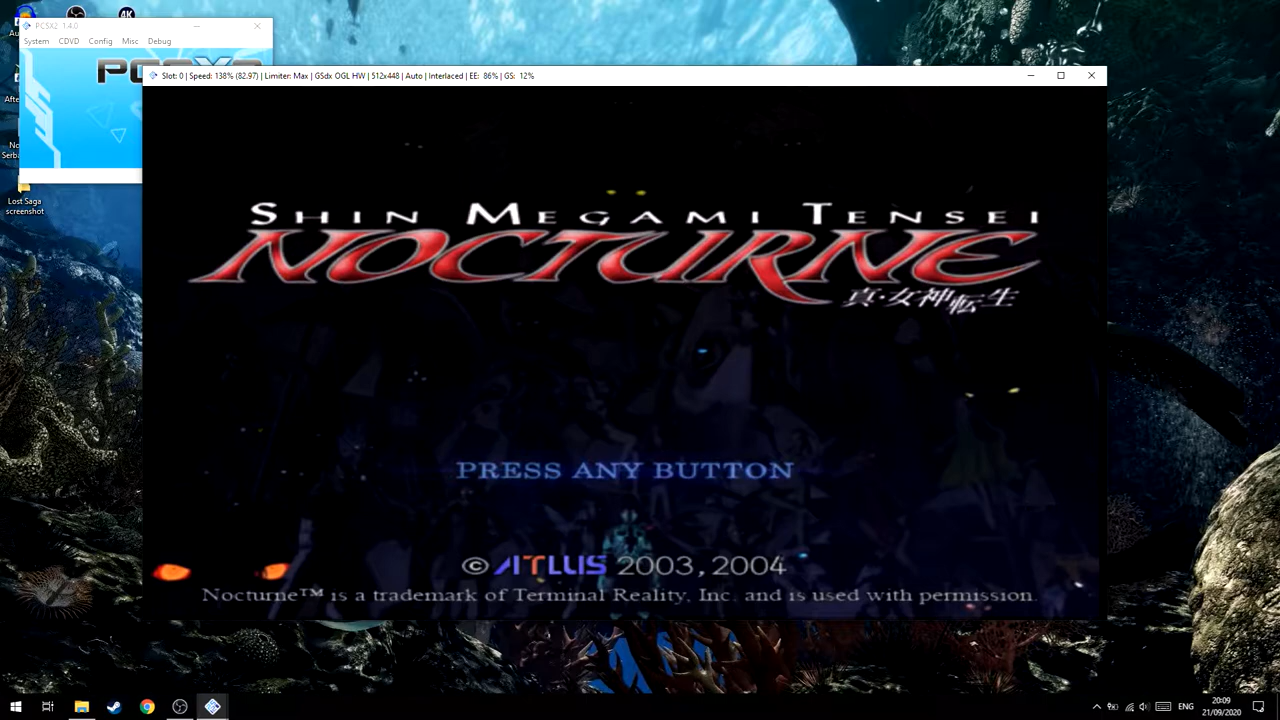 4K
PCSX2 1.4.0
System CDVD Config Misc Debug
Slot: 0 | Speed: 138% (82.97) | Limiter: Max | GSdx OGL HW | 512x448 | Auto | Interlaced | EE: 86% | GS: 12%
Lost Saga
screenshot
SHIN MEGAMI TENSEI
NOCTURNE
真・女神転生
PRESS ANY BUTTON
© ATLUS 2003, 2004
Nocturne™ is a trademark of Terminal Reality, Inc. and is used with permission.
ENG
20:09
21/09/2020